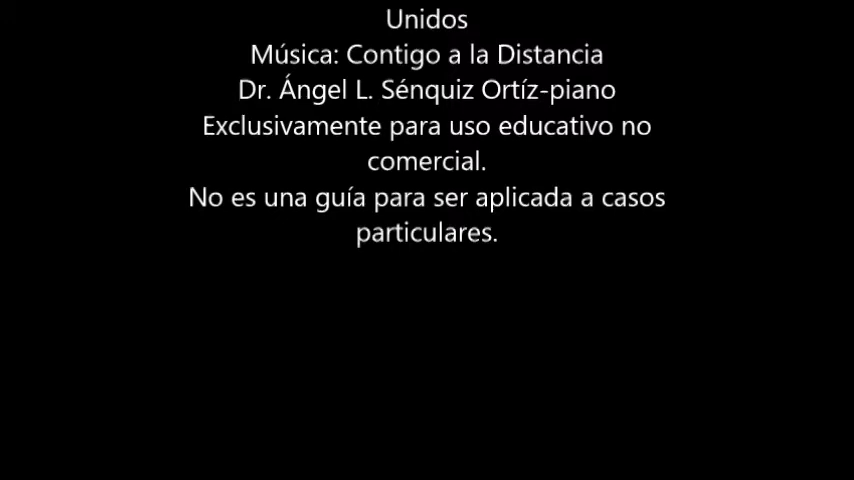 Unidos
Música: Contigo a la Distancia
Dr. Ángel L. Sénquiz Ortíz-piano
Exclusivamente para uso educativo no
comercial.
No es una guía para ser aplicada a casos
particulares.